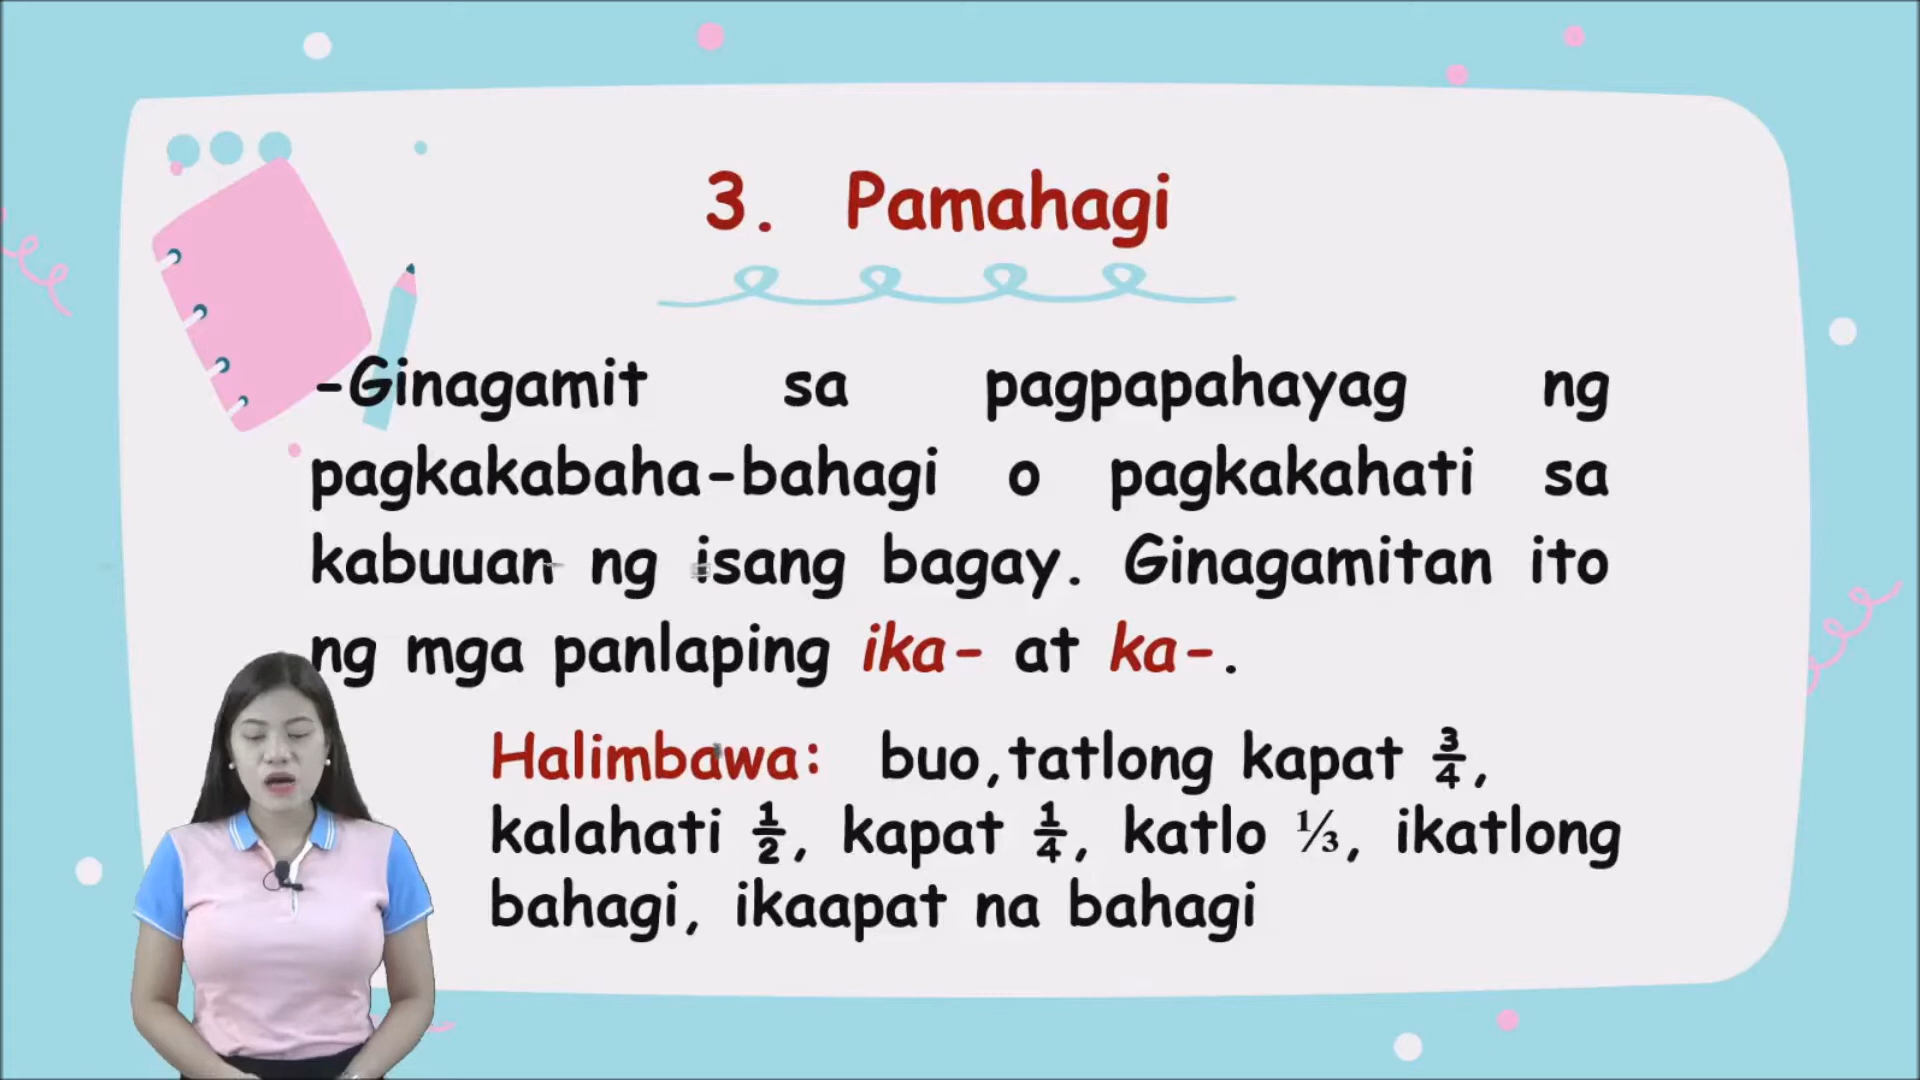 3. Pamahagi
-Ginagamit sa pagpapahayag ng
pagkakabaha-bahagi o pagkakahati sa
kabuuan ng isang bagay. Ginagamitan ito
ng mga panlaping ika- at ka-.
Halimbawa: buo,tatlong kapat ¾,
kalahati ½, kapat ¼, katlo ⅓, ikatlong
bahagi, ikaapat na bahagi